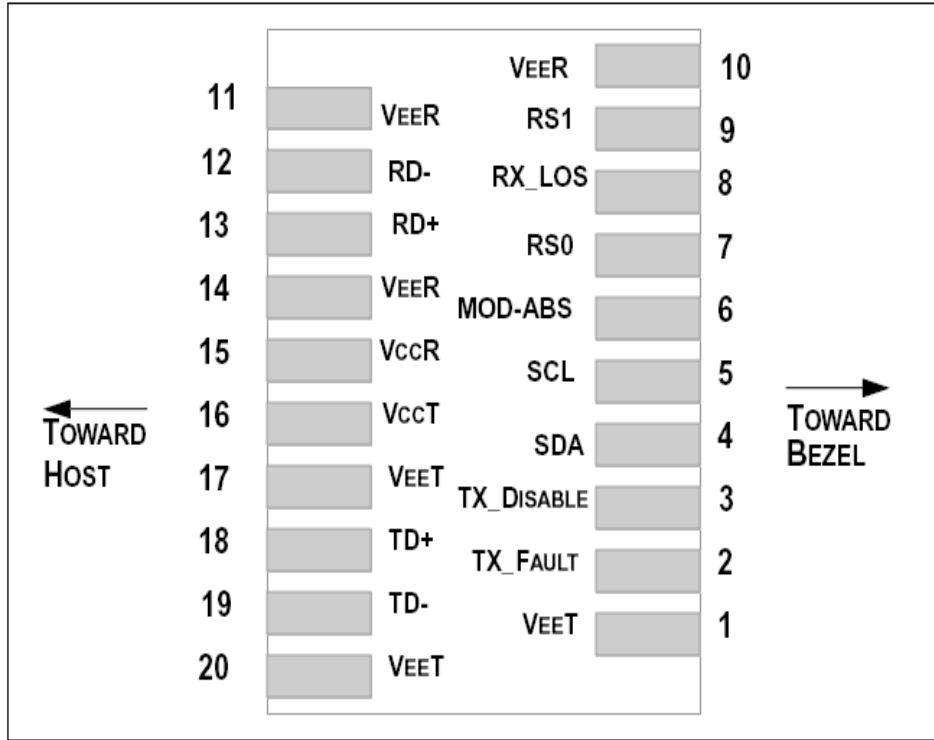 11 VEER
12 RD-
13 RD+
14 VEER
15 VCCR
16 VCCT
17 VEET
18 TD+
19 TD-
20 VEET
VEER 10
RS1 9
RX_LOS 8
RS0 7
MOD-ABS 6
SCL 5
SDA 4
TX_DISABLE 3
TX_FAULT 2
VEET 1
TOWARD
HOST
TOWARD
BEZEL